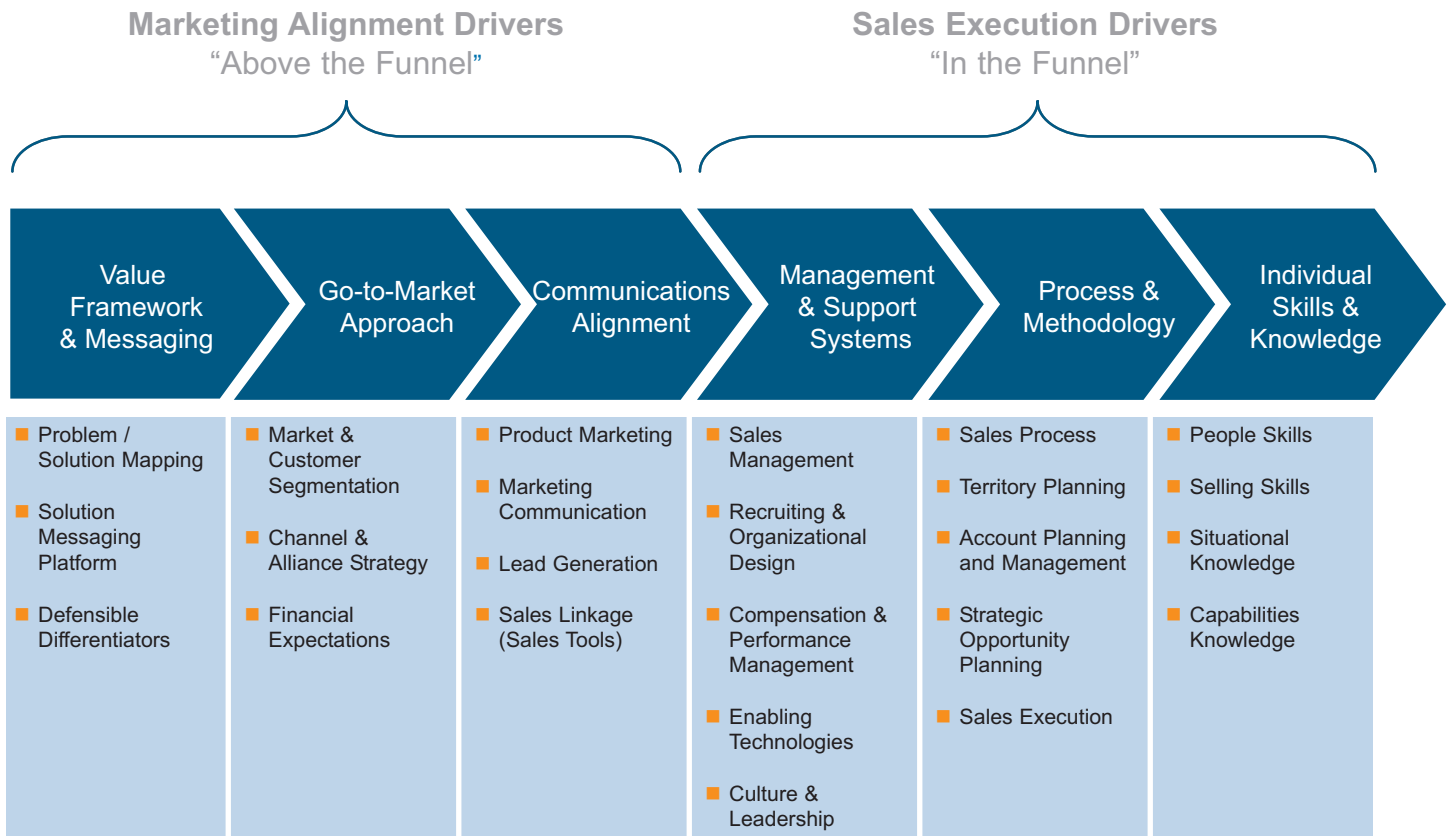 Marketing Alignment Drivers
“Above the Funnel”
Sales Execution Drivers
“In the Funnel”
Value
Framework
& Messaging
Go-to-Market
Approach
Communications
Alignment
Management
& Support
Systems
Process &
Methodology
Individual
Skills &
Knowledge
Problem /
Solution Mapping
Solution
Messaging
Platform
Defensible
Differentiators
Market &
Customer
Segmentation
Channel &
Alliance Strategy
Financial
Expectations
Product Marketing
Marketing
Communication
Lead Generation
Sales Linkage
(Sales Tools)
Sales
Management
Recruiting &
Organizational
Design
Compensation &
Performance
Management
Enabling
Technologies
Culture &
Leadership
Sales Process
Territory Planning
Account Planning
and Management
Strategic
Opportunity
Planning
Sales Execution
People Skills
Selling Skills
Situational
Knowledge
Capabilities
Knowledge